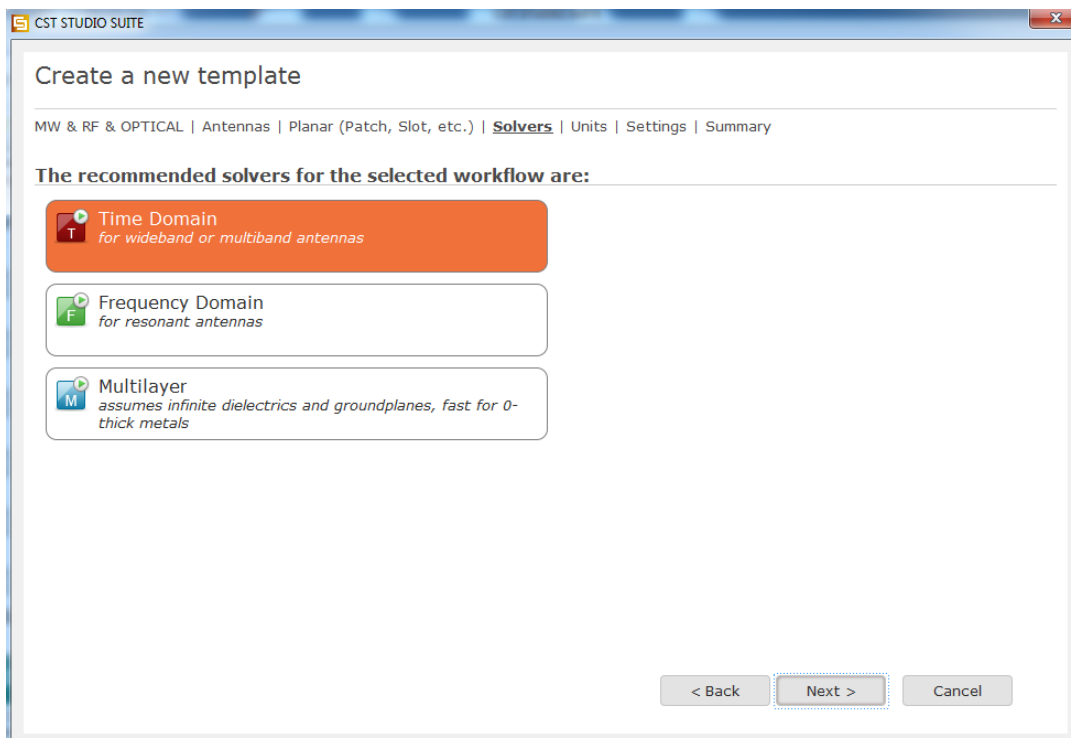 CST STUDIO SUITE
Create a new template
MW & RF & OPTICAL | Antennas | Planar (Patch, Slot, etc.) | Solvers | Units | Settings | Summary
The recommended solvers for the selected workflow are:
T
Time Domain
for wideband or multiband antennas
F
Frequency Domain
for resonant antennas
M
Multilayer
assumes infinite dielectrics and groundplanes, fast for 0-
thick metals
< Back Next > Cancel